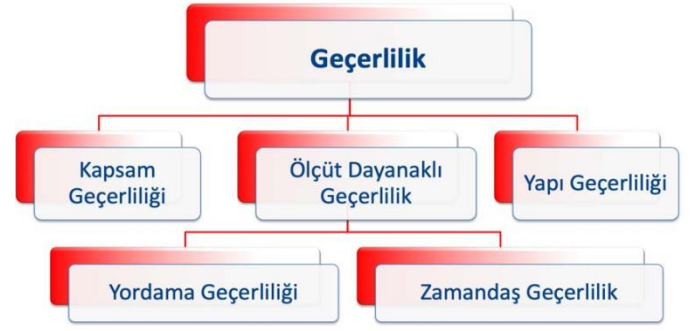 Geçerlilik
Kapsam
Geçerliliği
Ölçüt Dayanaklı
Geçerlilik
Yapı Geçerliliği
Yordama Geçerliliği
Zamandaş Geçerlilik